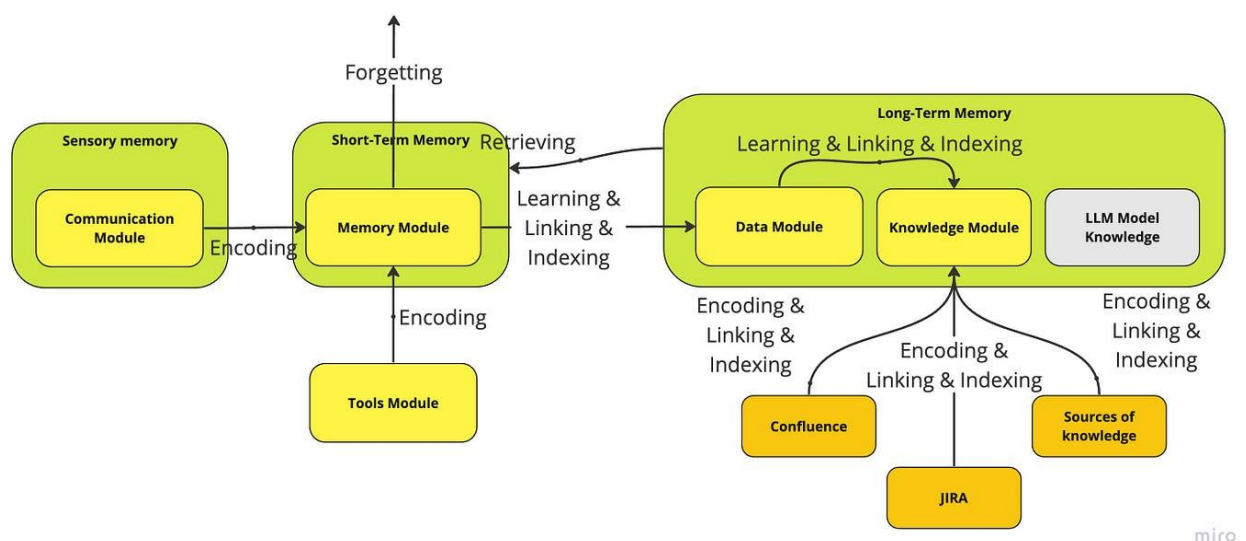 Forgetting
Sensory memory
Communication
Module
Encoding
Short-Term Memory
Memory Module
Encoding
Tools Module
Retrieving
Learning &
Linking &
Indexing
Long-Term Memory
Learning & Linking & Indexing
Data Module
Knowledge Module
LLM Model
Knowledge
Encoding &
Linking &
Indexing
Encoding &
Linking & Indexing
Encoding &
Linking &
Indexing
Confluence
JIRA
Sources of
knowledge
miro